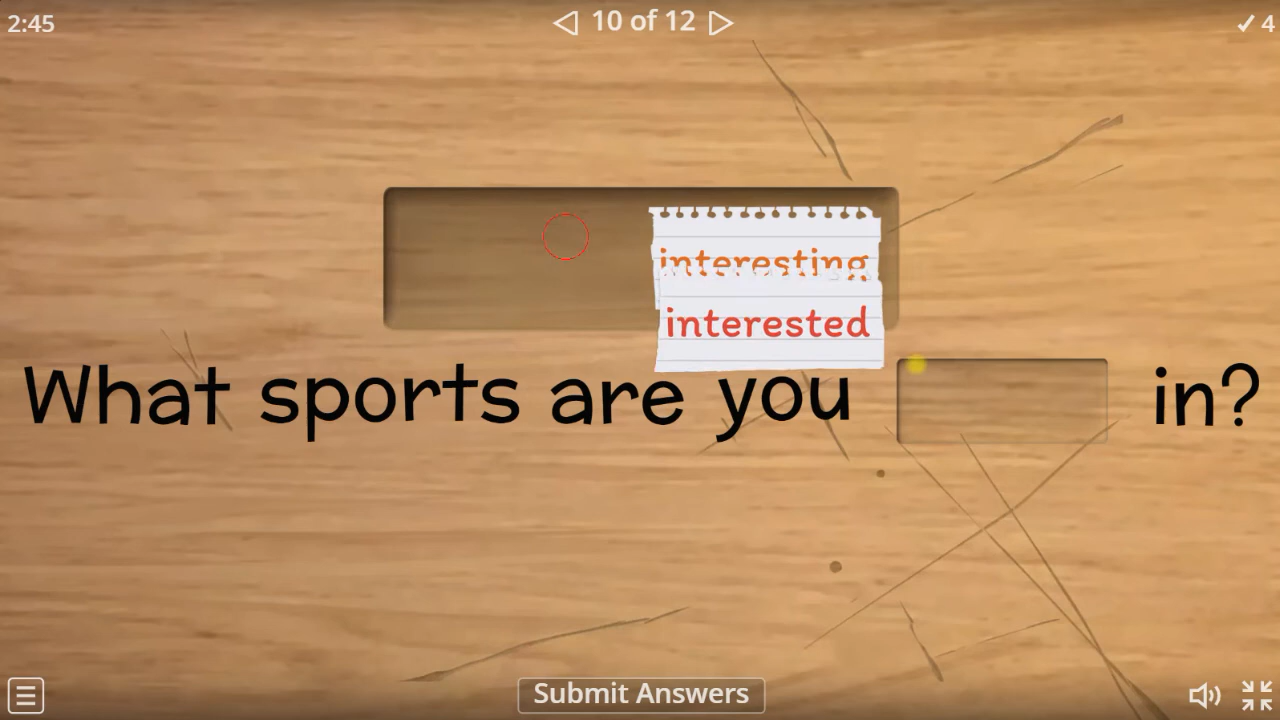 2:45
10 of 12
✓ 4
interesting
interested
What sports are you in?
Submit Answers